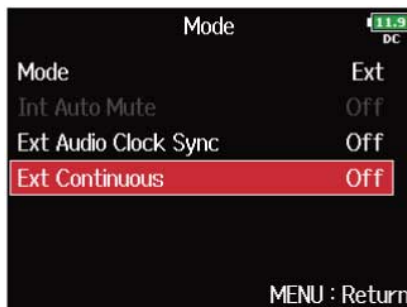 Mode
11.9
DC
Mode Ext
Int Auto Mute Off
Ext Audio Clock Sync Off
Ext Continuous Off
MENU : Return